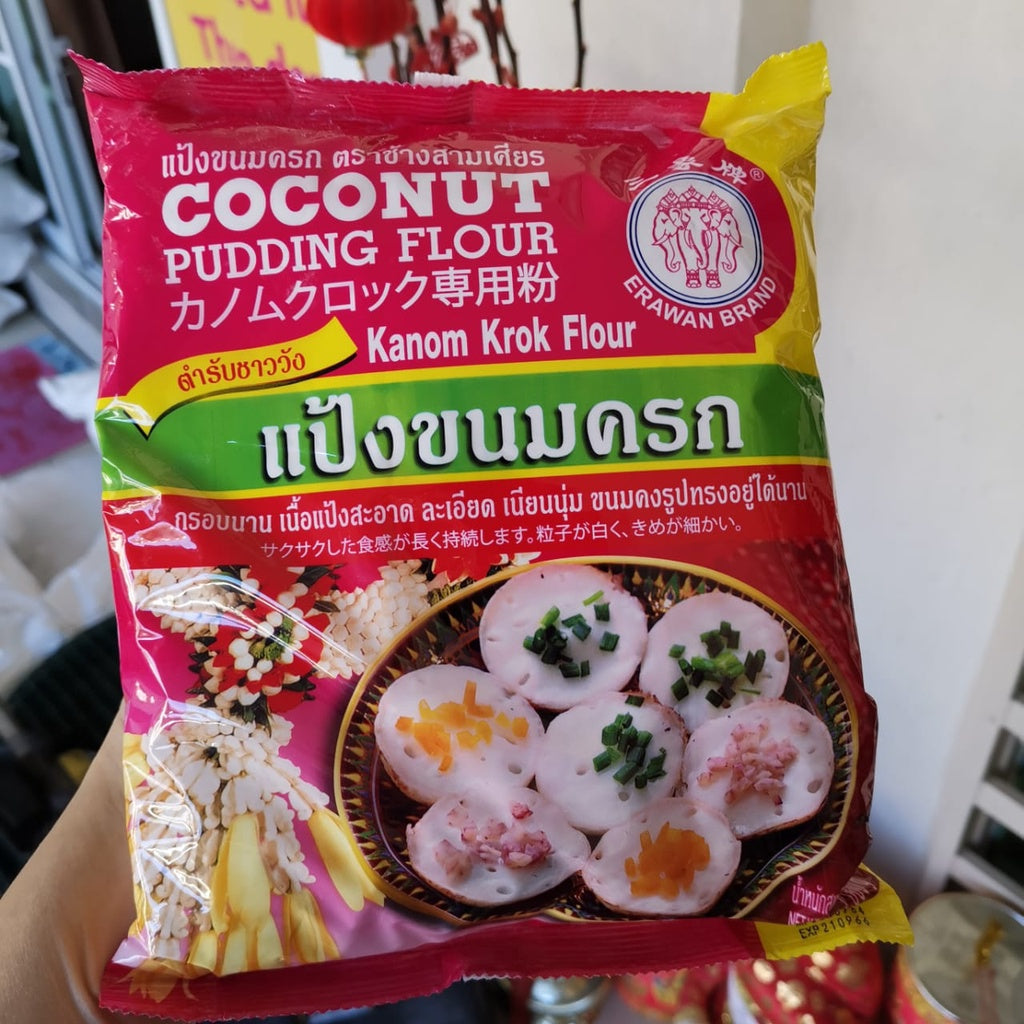 แป้งขนมครก ตราช้างสามเศียร
COCONUT
PUDDING FLOUR
カノムクロック専用粉
Kanom Krok Flour
牌®
ERAWAN BRAND
ตำรับชาววัง
แป้งขนมครก
กรอบนาน เนื้อแป้งสะอาด ละเอียด เนียนนุ่ม ขนมคงรูปทรงอยู่ได้นาน
サクサクした食感が長く持続します。粒子が白く、きめが細かい。
EXP.210966